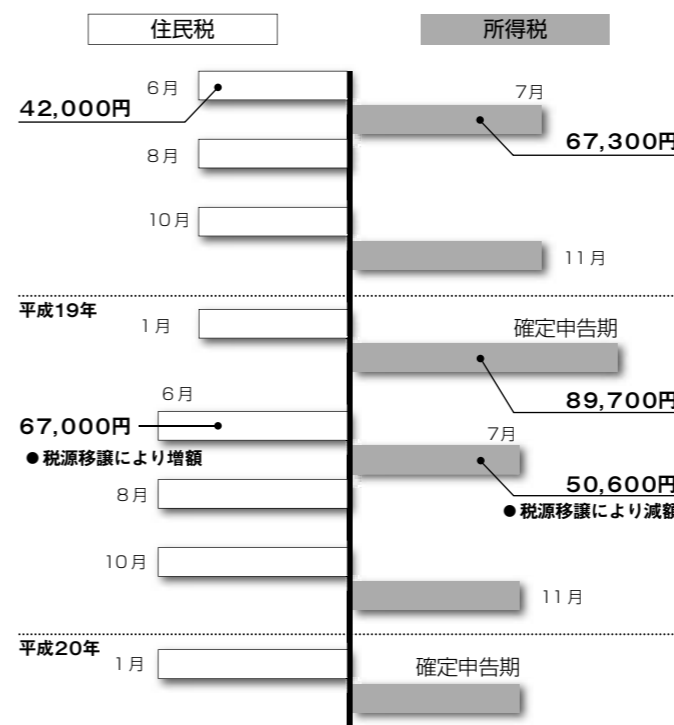 住民税
所得税
6月
42,000円
7月
67,300円
8月
10月
11月
平成19年
1月
確定申告期
89,700円
6月
67,000円
●税源移譲により増額
7月
50,600円
●税源移譲により減額
8月
10月
11月
平成20年
1月
確定申告期